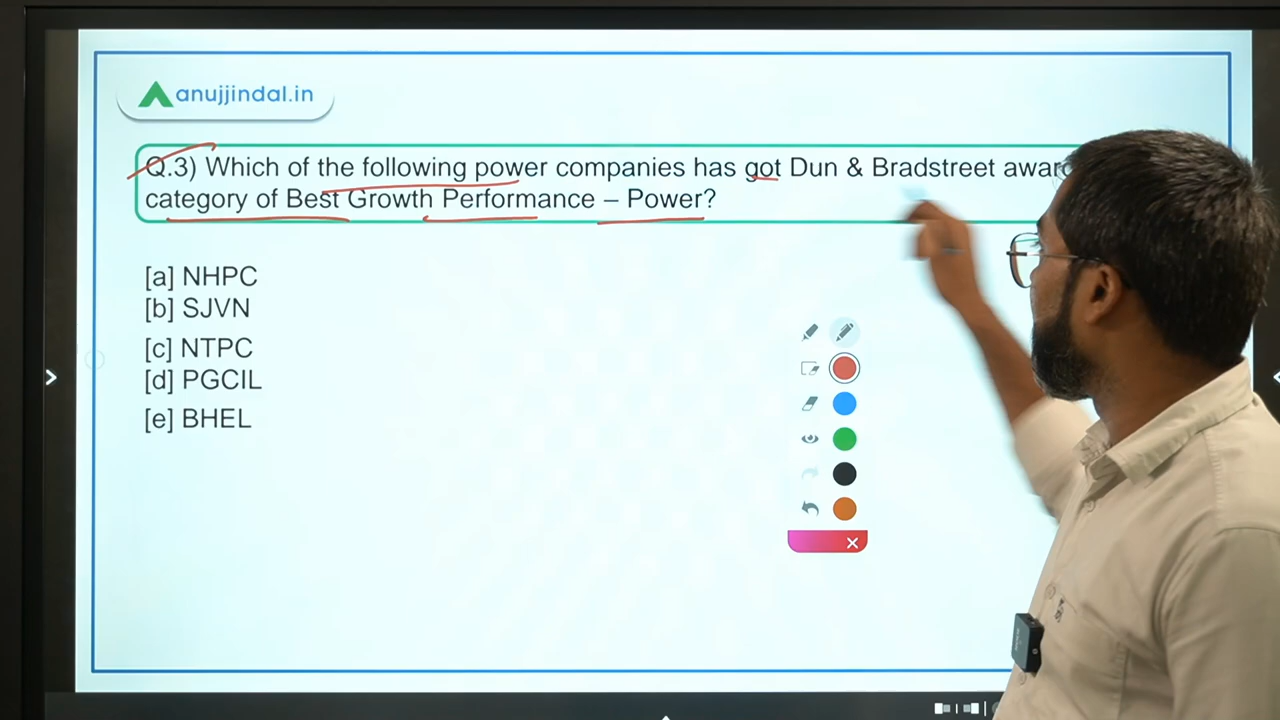 anujjindal.in
Q.3) Which of the following power companies has got Dun & Bradstreet
category of Best Growth Performance – Power?
[a] NHPC
[b] SJVN
[c] NTPC
[d] PGCIL
[e] BHEL